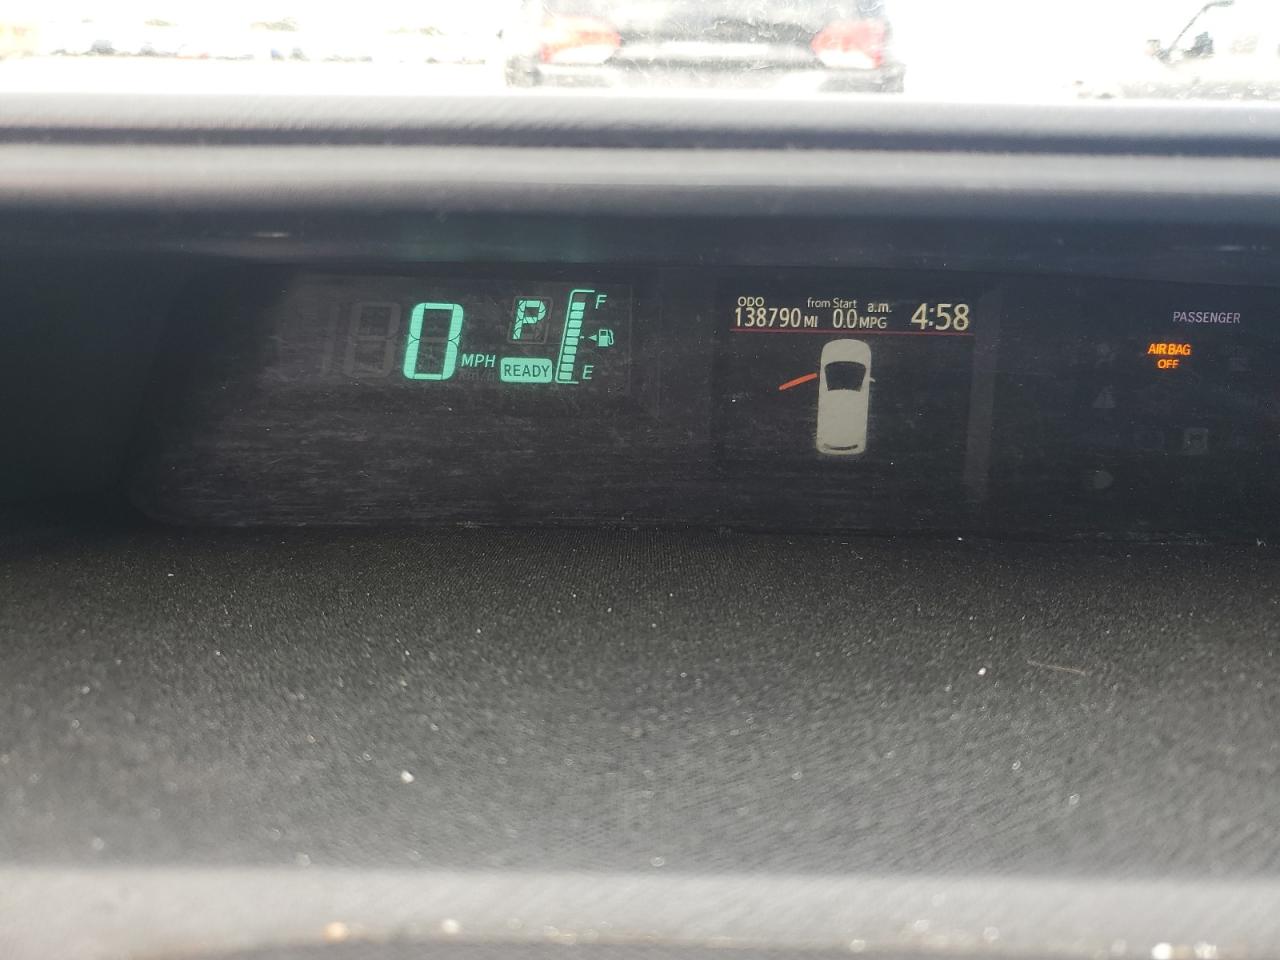 0 MPH
P
READY
F
E
ODO from Start a.m.
138790 MI 0.0 MPG 4:58
PASSENGER
AIR BAG
OFF